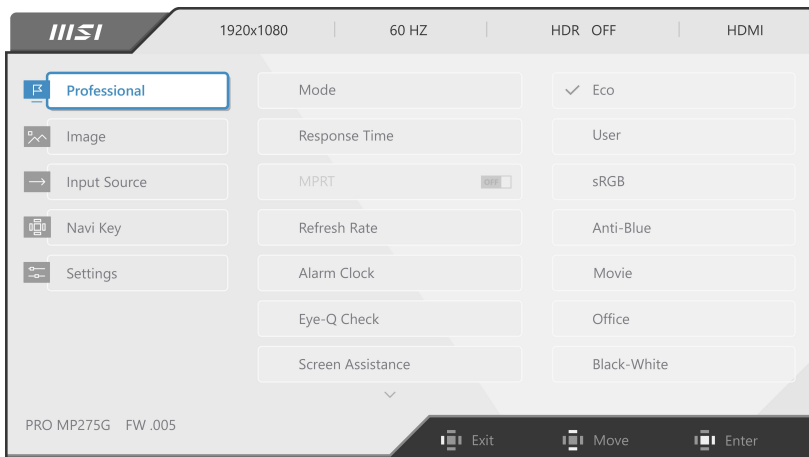 msi 1920x1080 60 HZ HDR OFF HDMI
Professional
Image
Input Source
Navi Key
Settings
Mode
Response Time
MPRT OFF
Refresh Rate
Alarm Clock
Eye-Q Check
Screen Assistance
Eco
User
sRGB
Anti-Blue
Movie
Office
Black-White
PRO MP275G FW .005
Exit Move Enter